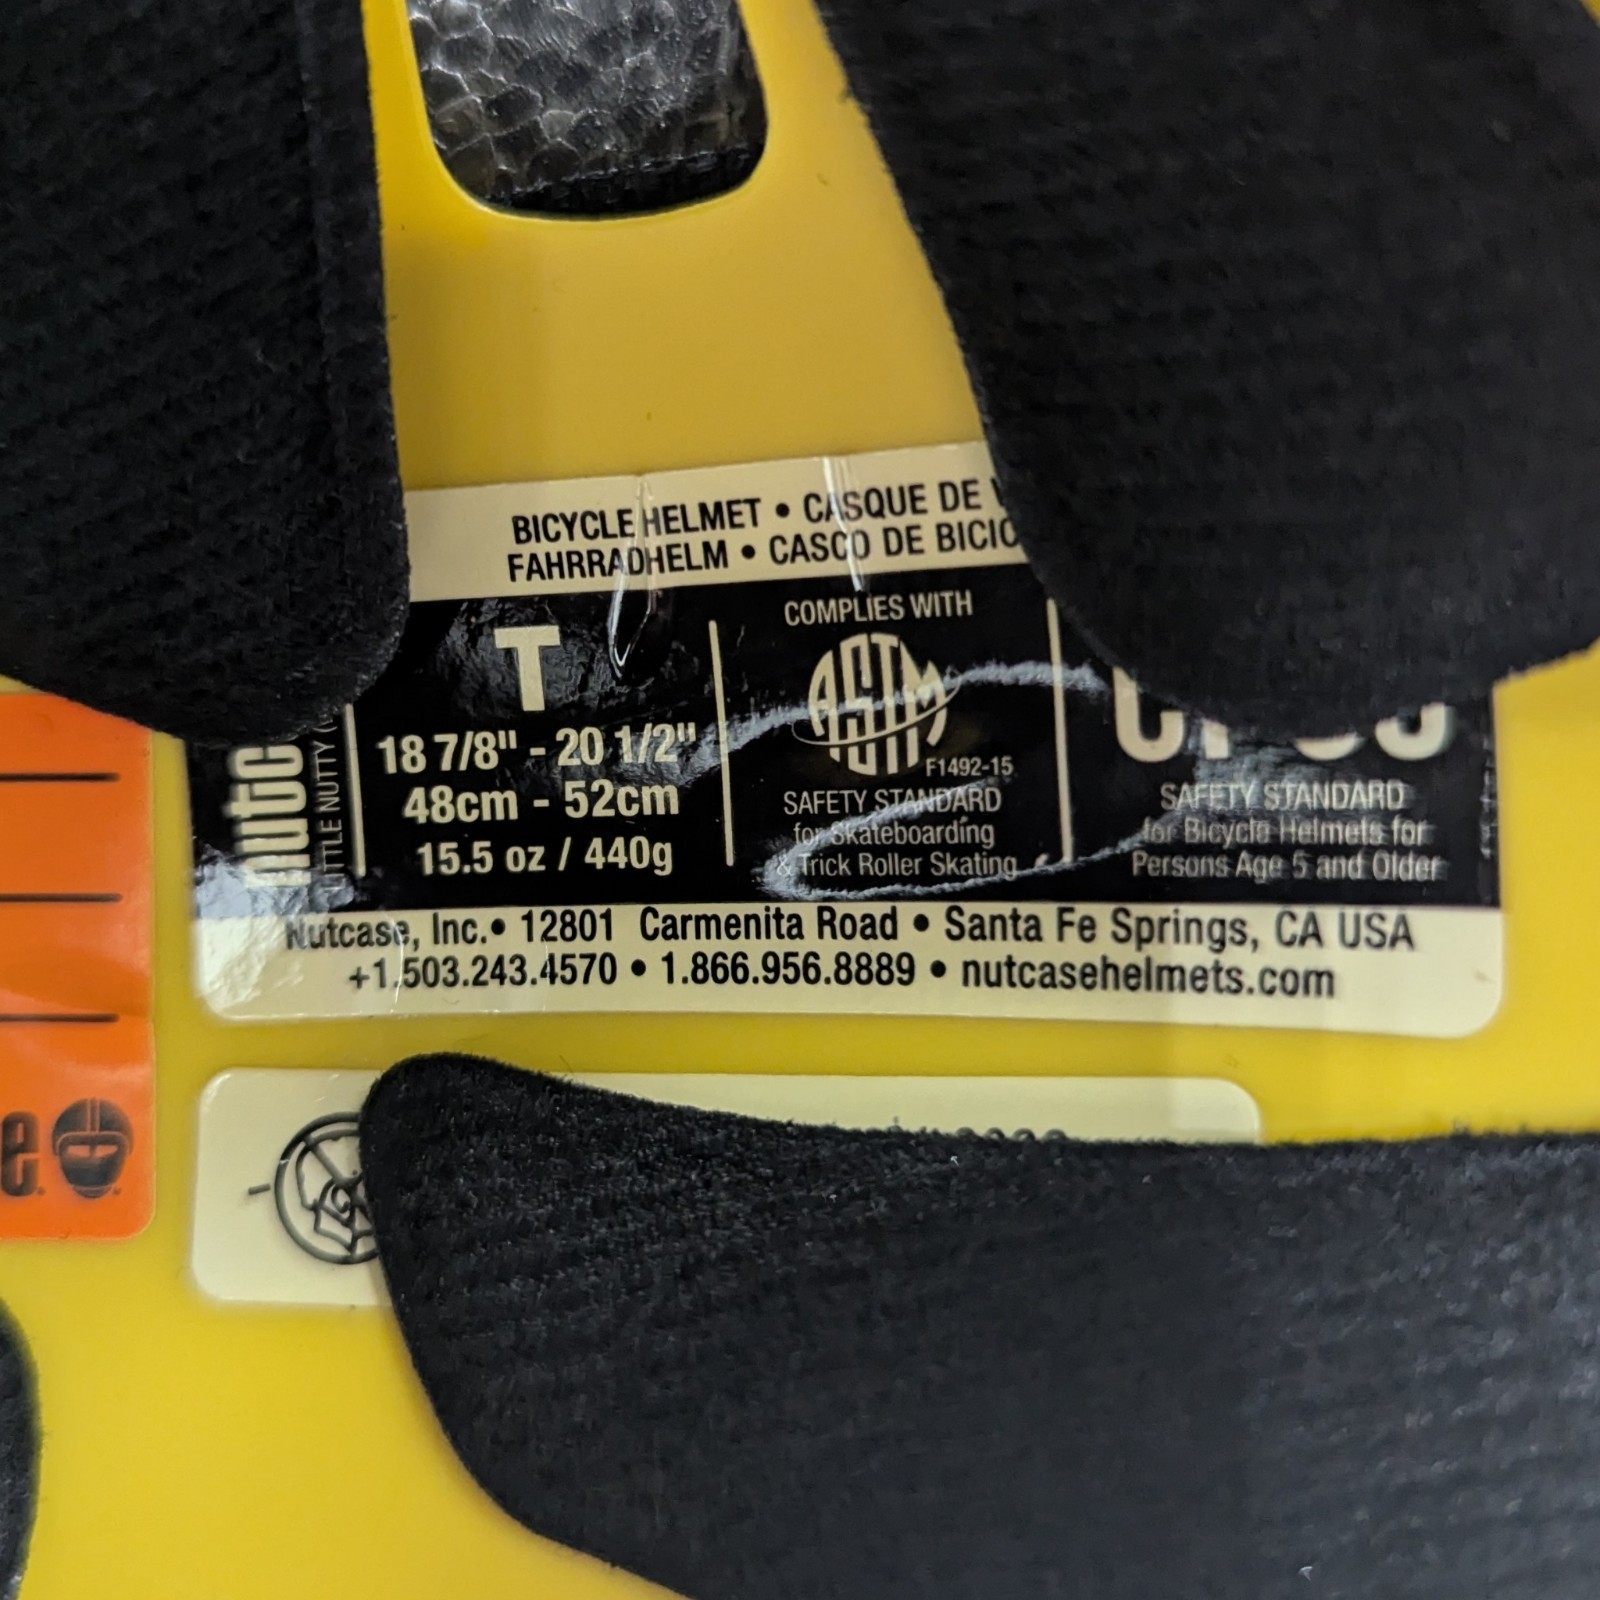 BICYCLE HELMET • CASQUE DE
FAHRRADHELM • CASCO DE
nutc
LITTLE NUTTY
T
18 7/8" - 20 1/2"
48cm - 52cm
15.5 oz / 440g
COMPLIES WITH
ASTM
F1492-15
SAFETY STANDARD
for Skateboarding
& Trick Roller Skating
SAFETY STANDARD
for Bicycle Helmets for
Persons Age 5 and Older
Nutcase, Inc. • 12801 Carmenita Road • Santa Fe Springs, CA USA
+1.503.243.4570 • 1.866.956.8889 • nutcasehelmets.com
e.